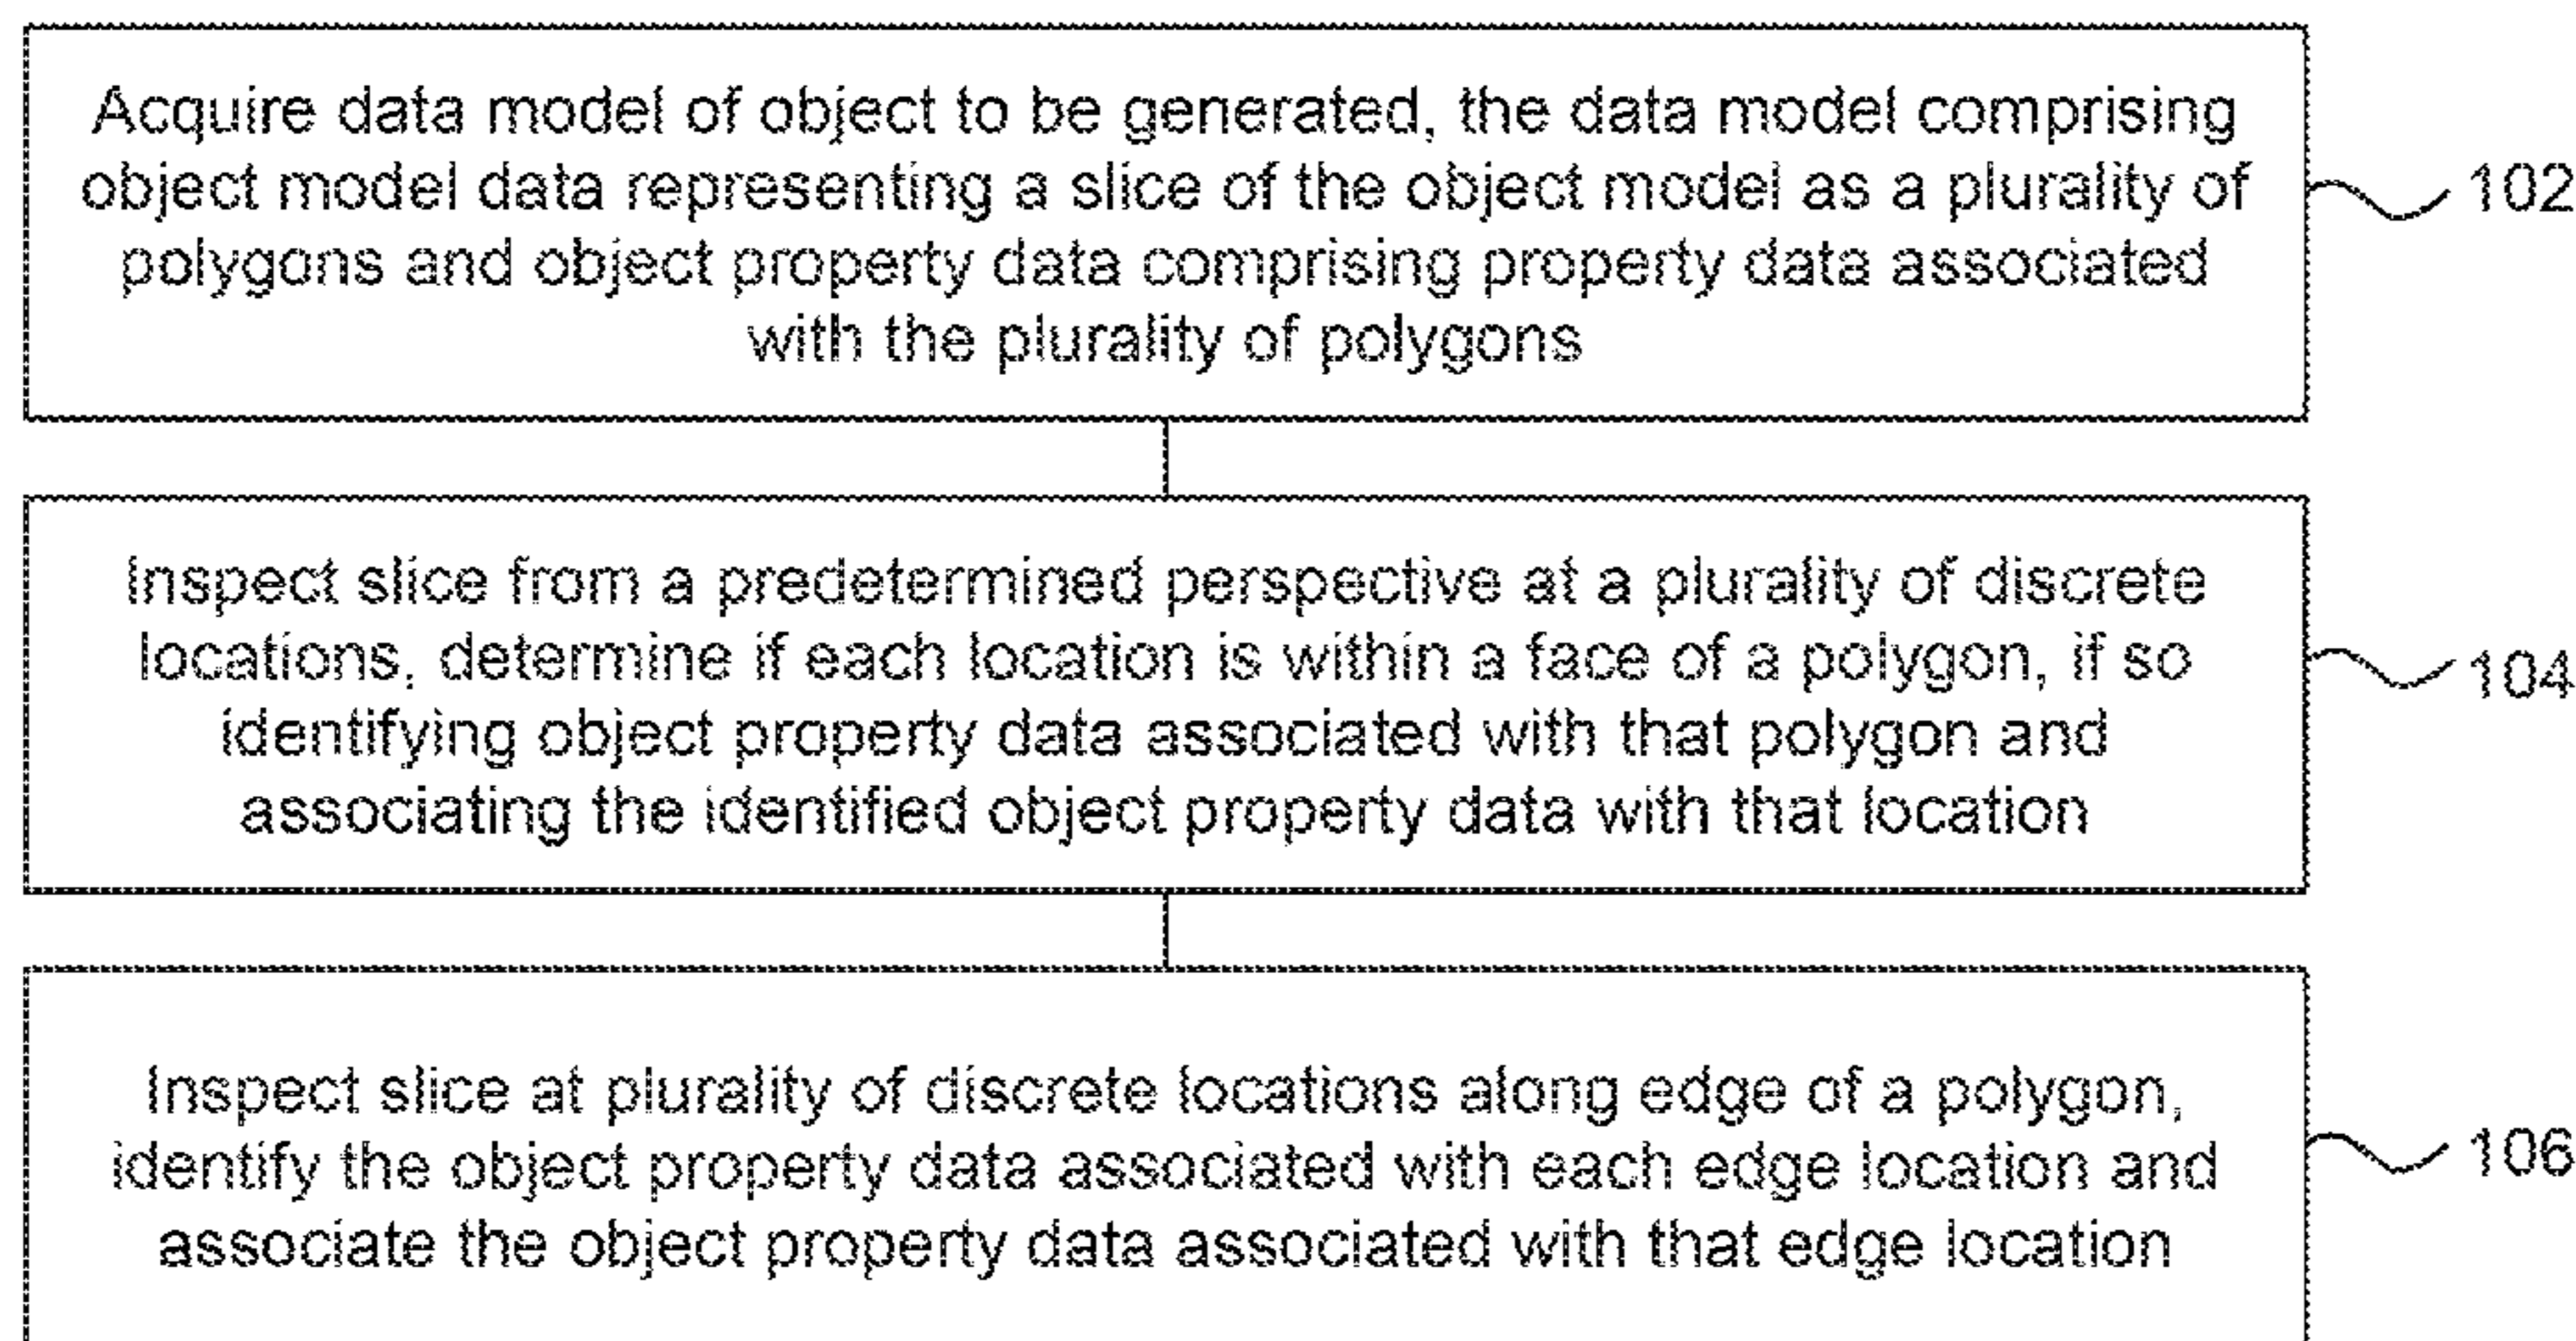 Acquire data model of object to be generated, the data model comprising
object model data representing a slice of the object model as a plurality of
polygons and object property data comprising property data associated
with the plurality of polygons
102
Inspect slice from a predetermined perspective at a plurality of discrete
locations, determine if each location is within a face of a polygon, if so
identifying object property data associated with that polygon and
associating the identified object property data with that location
104
Inspect slice at plurality of discrete locations along edge of a polygon,
identify the object property data associated with each edge location and
associate the object property data associated with that edge location
106